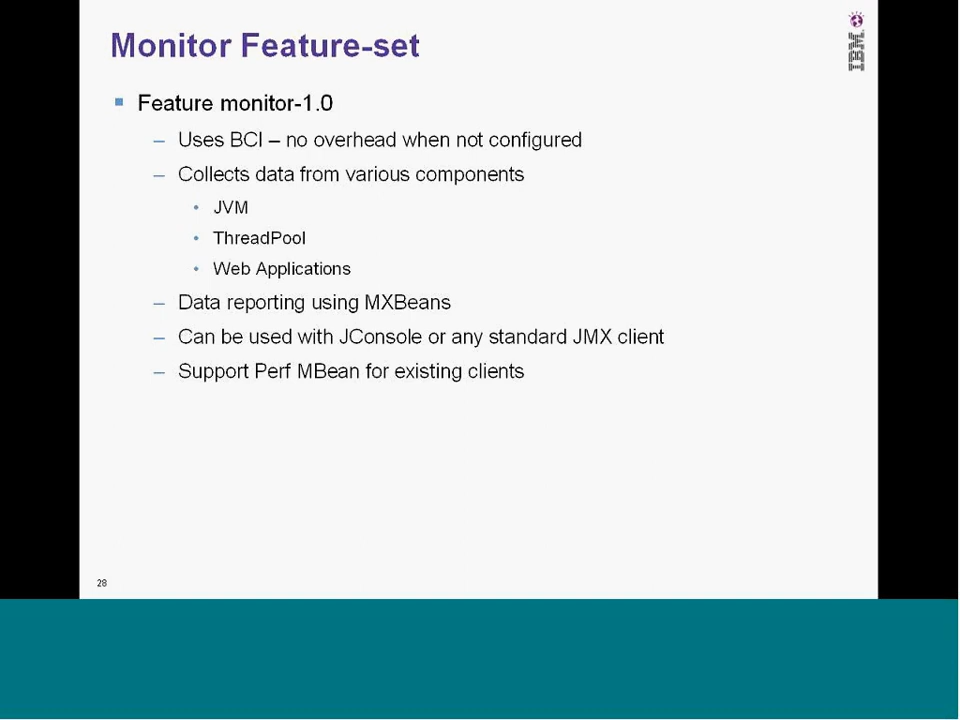 Monitor Feature-set
IBM
Feature monitor-1.0
– Uses BCI – no overhead when not configured
– Collects data from various components
• JVM
• ThreadPool
• Web Applications
– Data reporting using MXBeans
– Can be used with JConsole or any standard JMX client
– Support Perf MBean for existing clients
28